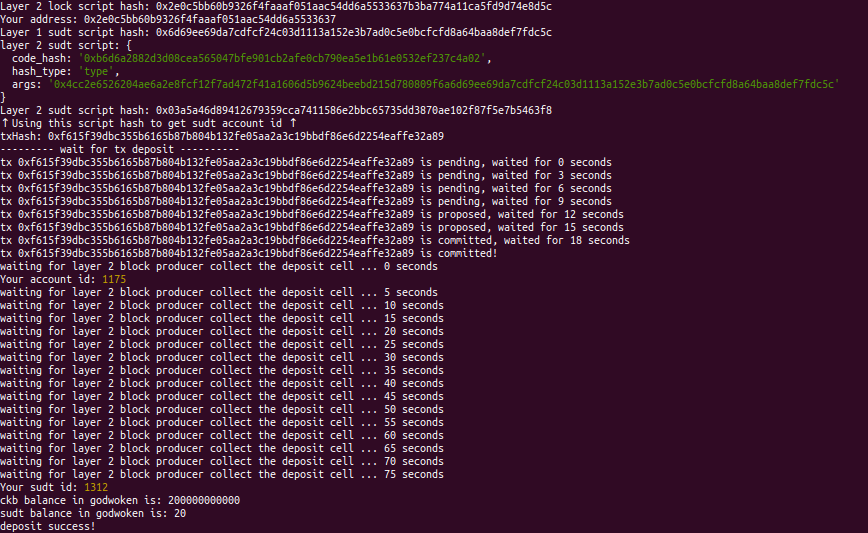 Layer 2 lock script hash: 0x2e0c5bb60b9326f4faaaf051aac54dd6a5533637b3ba774a11ca5fd9d74e8d5c
Your address: 0x2e0c5bb60b9326f4faaaf051aac54dd6a5533637
Layer 1 sudt script hash: 0x6d69ee69da7cdfcf24c03d1113a152e3b7ad0c5e0bcfcfd8a64baa8def7fdc5c
layer 2 sudt script: {
  code_hash: '0xb6d6a2882d3d08cea565047bfe901cb2afe0cb790ea5e1b61e0532ef237c4a02',
  hash_type: 'type',
  args: '0x4cc2e6526204ae6a2e8fcf12f7ad472f41a1606d5b9624beebd215d780809f6a6d69ee69da7cdfcf24c03d1113a152e3b7ad0c5e0bcfcfd8a64baa8def7fdc5c'
}
Layer 2 sudt script hash: 0x03a5a46d89412679359cca7411586e2bbc65735dd3870ae102f87f5e7b5463f8
↑Using this script hash to get sudt account id ↑
txHash: 0xf615f39dbc355b6165b87b804b132fe05aa2a3c19bbdf86e6d2254eaffe32a89
--------- wait for tx deposit ----------
tx 0xf615f39dbc355b6165b87b804b132fe05aa2a3c19bbdf86e6d2254eaffe32a89 is pending, waited for 0 seconds
tx 0xf615f39dbc355b6165b87b804b132fe05aa2a3c19bbdf86e6d2254eaffe32a89 is pending, waited for 3 seconds
tx 0xf615f39dbc355b6165b87b804b132fe05aa2a3c19bbdf86e6d2254eaffe32a89 is pending, waited for 6 seconds
tx 0xf615f39dbc355b6165b87b804b132fe05aa2a3c19bbdf86e6d2254eaffe32a89 is pending, waited for 9 seconds
tx 0xf615f39dbc355b6165b87b804b132fe05aa2a3c19bbdf86e6d2254eaffe32a89 is proposed, waited for 12 seconds
tx 0xf615f39dbc355b6165b87b804b132fe05aa2a3c19bbdf86e6d2254eaffe32a89 is proposed, waited for 15 seconds
tx 0xf615f39dbc355b6165b87b804b132fe05aa2a3c19bbdf86e6d2254eaffe32a89 is committed, waited for 18 seconds
tx 0xf615f39dbc355b6165b87b804b132fe05aa2a3c19bbdf86e6d2254eaffe32a89 is committed!
waiting for layer 2 block producer collect the deposit cell ... 0 seconds
Your account id: 1175
waiting for layer 2 block producer collect the deposit cell ... 5 seconds
waiting for layer 2 block producer collect the deposit cell ... 10 seconds
waiting for layer 2 block producer collect the deposit cell ... 15 seconds
waiting for layer 2 block producer collect the deposit cell ... 20 seconds
waiting for layer 2 block producer collect the deposit cell ... 25 seconds
waiting for layer 2 block producer collect the deposit cell ... 30 seconds
waiting for layer 2 block producer collect the deposit cell ... 35 seconds
waiting for layer 2 block producer collect the deposit cell ... 40 seconds
waiting for layer 2 block producer collect the deposit cell ... 45 seconds
waiting for layer 2 block producer collect the deposit cell ... 50 seconds
waiting for layer 2 block producer collect the deposit cell ... 55 seconds
waiting for layer 2 block producer collect the deposit cell ... 60 seconds
waiting for layer 2 block producer collect the deposit cell ... 65 seconds
waiting for layer 2 block producer collect the deposit cell ... 70 seconds
waiting for layer 2 block producer collect the deposit cell ... 75 seconds
Your sudt id: 1312
ckb balance in godwoken is: 200000000000
sudt balance in godwoken is: 20
deposit success!